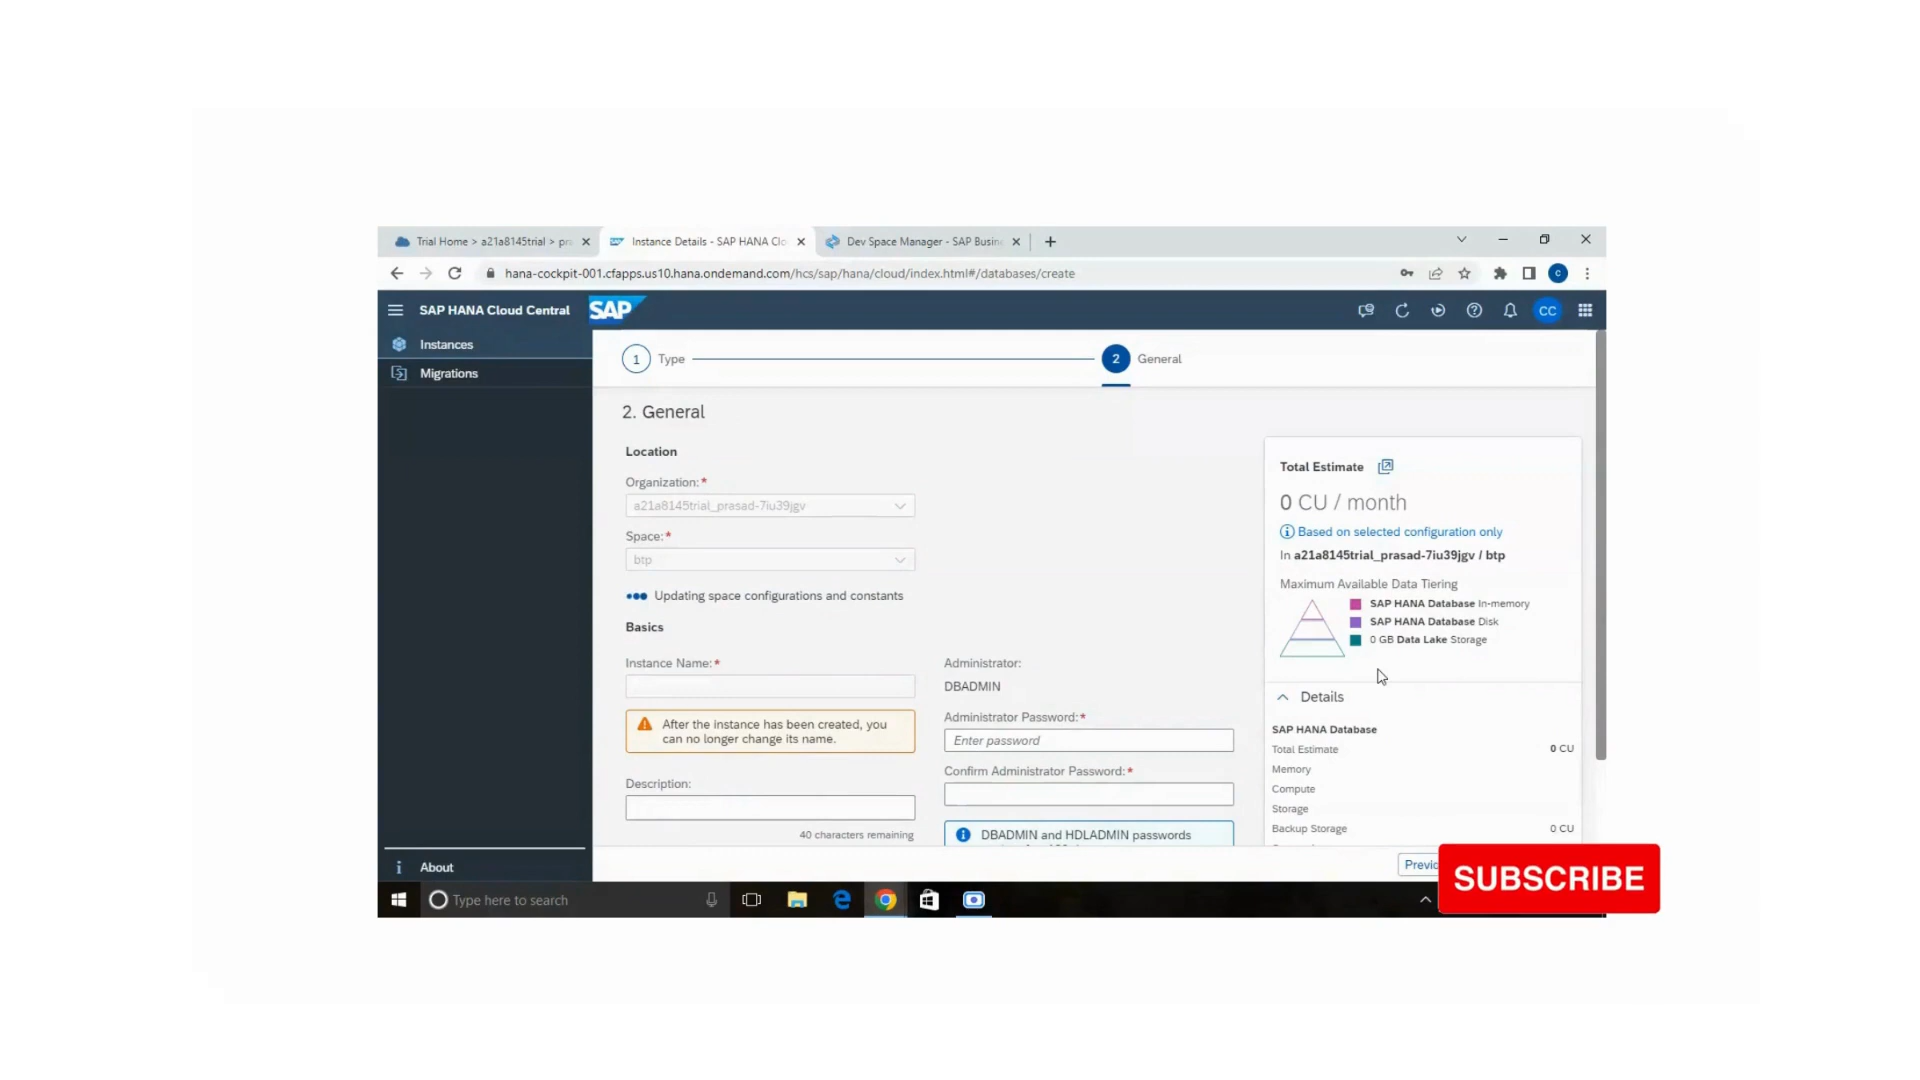 Trial Home > a21a8145trial > pr
Instance Details - SAP HANA Clo
Dev Space Manager - SAP Busin
hana-cockpit-001.cfapps.us10.hana.ondemand.com/hcs/sap/hana/cloud/index.html#/databases/create
C
SAP HANA Cloud Central
SAP
CC
Instances
Migrations
1 Type
2 General
2. General
Location
Organization:*
a21a8145trial_prasad-7iu39jgv
Space:*
btp
Updating space configurations and constants
Basics
Instance Name:*
After the instance has been created, you
can no longer change its name.
Description:
40 characters remaining
Administrator:
DBADMIN
Administrator Password:*
Enter password
Confirm Administrator Password:*
DBADMIN and HDLADMIN passwords
Total Estimate
0 CU / month
Based on selected configuration only
In a21a8145trial_prasad-7iu39jgv / btp
Maximum Available Data Tiering
SAP HANA Database In-memory
SAP HANA Database Disk
0 GB Data Lake Storage
Details
SAP HANA Database
Total Estimate 0 CU
Memory
Compute
Storage
Backup Storage 0 CU
Previo
About
SUBSCRIBE
Type here to search